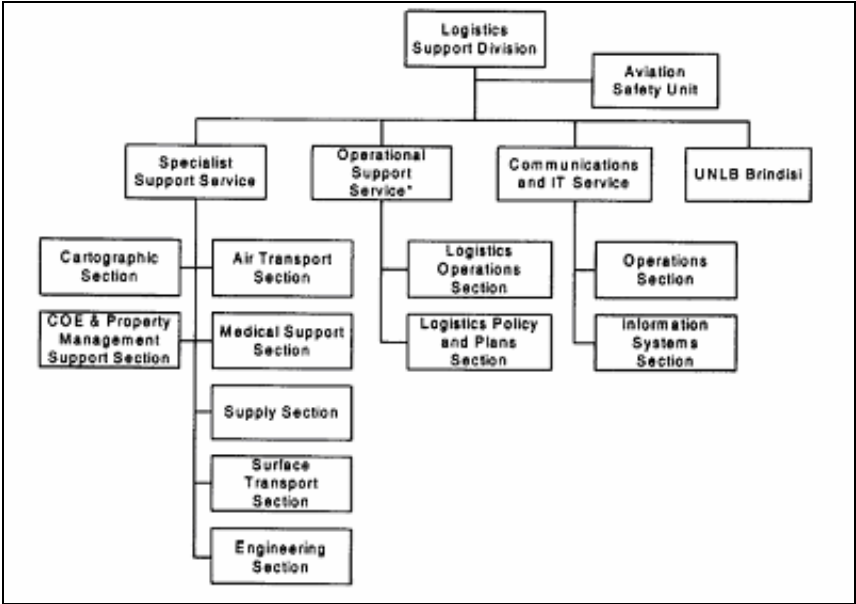 Logistics
Support Division
Aviation
Safety Unit
Specialist
Support Service
Operational
Support
Service*
Communications
and IT Service
UNLB Brindisi
Cartographic
Section
Air Transport
Section
Logistics
Operations
Section
Operations
Section
COE & Property
Management
Support Section
Medical Support
Section
Logistics Policy
and Plans
Section
Information
Systems
Section
Supply Section
Surface
Transport
Section
Engineering
Section